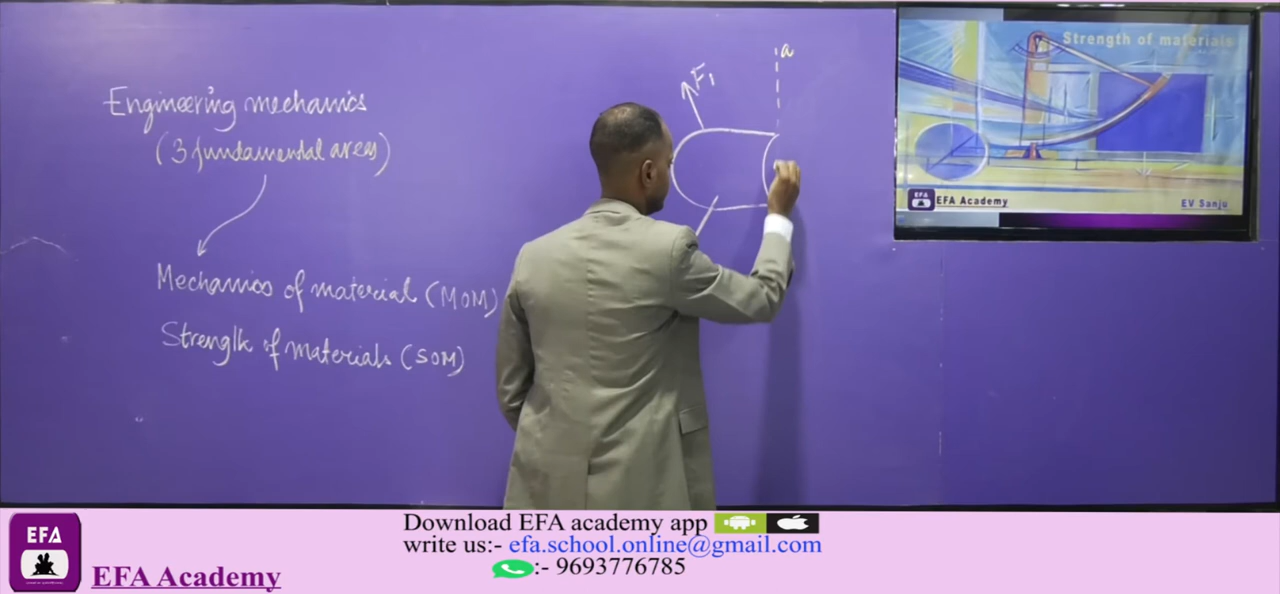 Engineering mechanics
(3 fundamental areas)
Mechanics of material (MOM)
Strength of materials (SOM)
F1
a
Strength of materials
EFA Academy
EV Sanju
EFA
EFA Academy
Download EFA academy app
write us:- efa.school.online@gmail.com
:- 9693776785